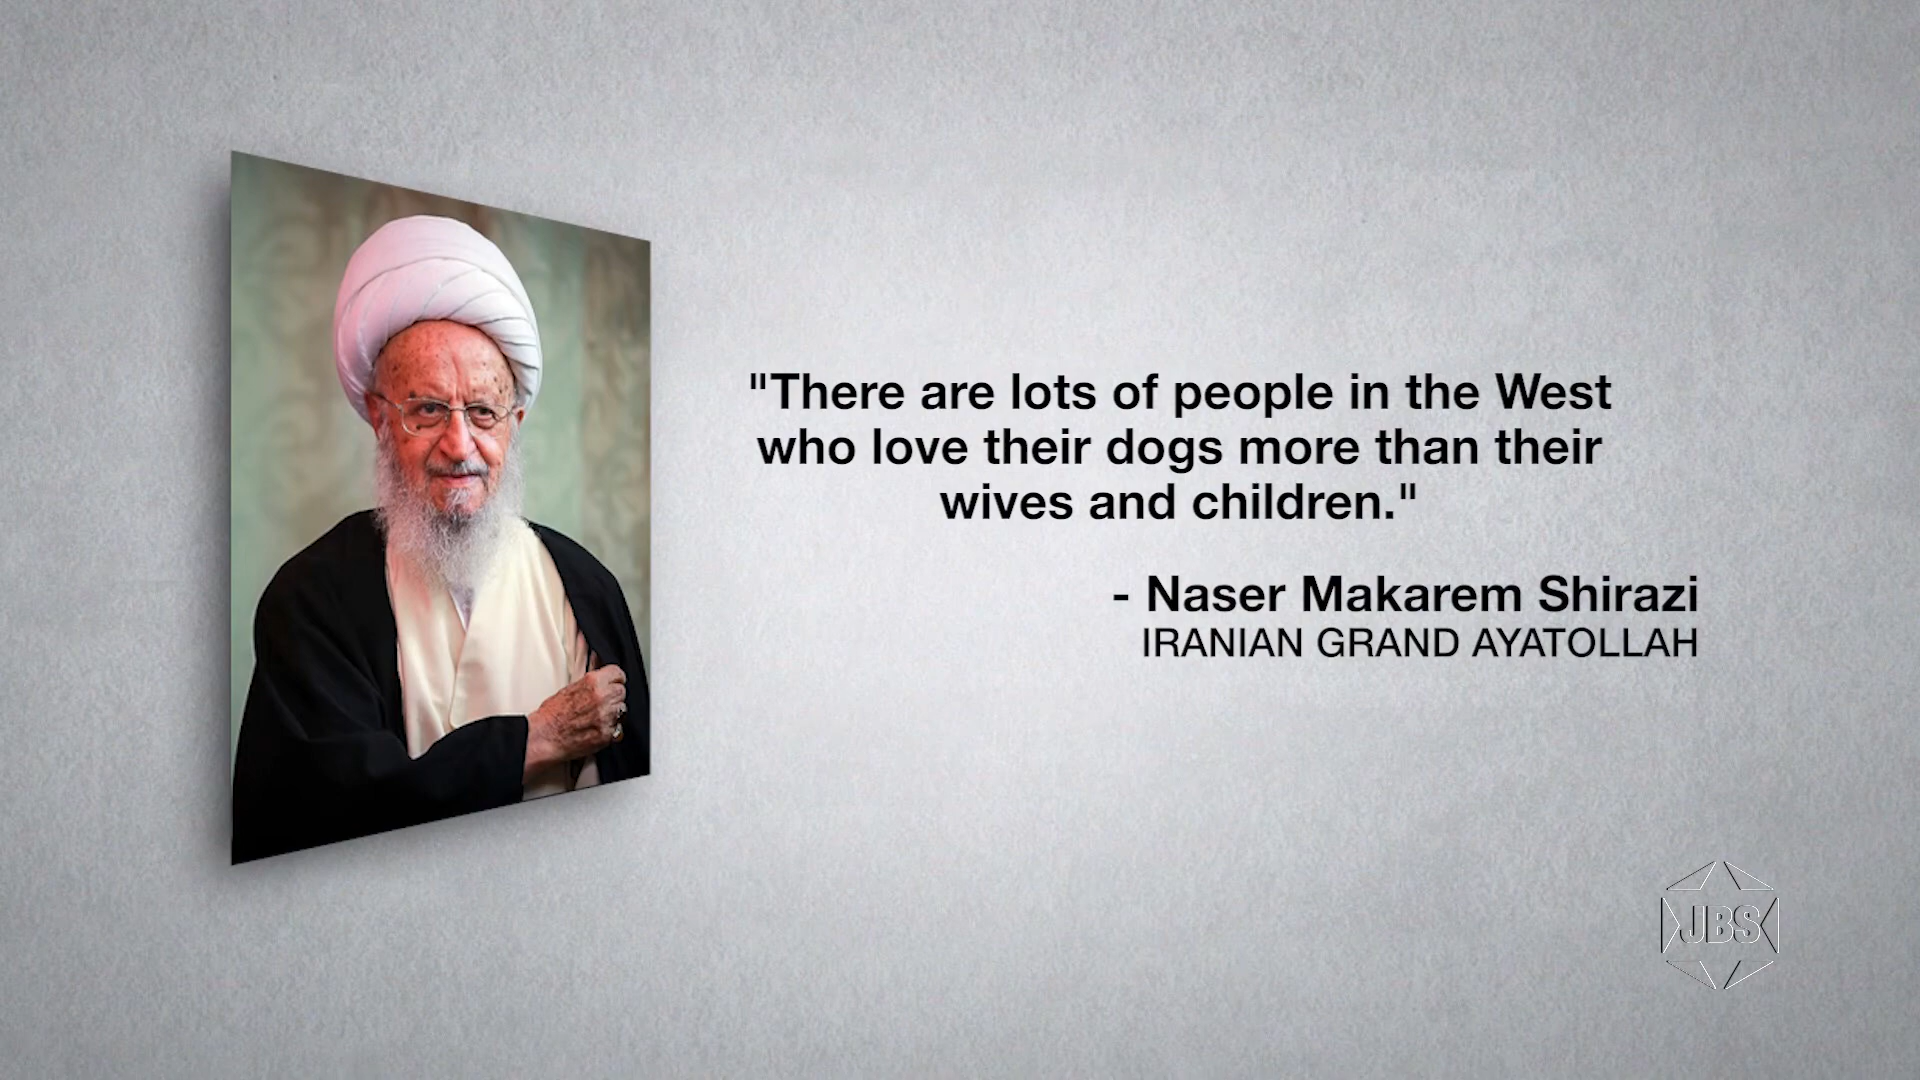 "There are lots of people in the West
who love their dogs more than their
wives and children."
- Naser Makarem Shirazi
IRANIAN GRAND AYATOLLAH
JBS